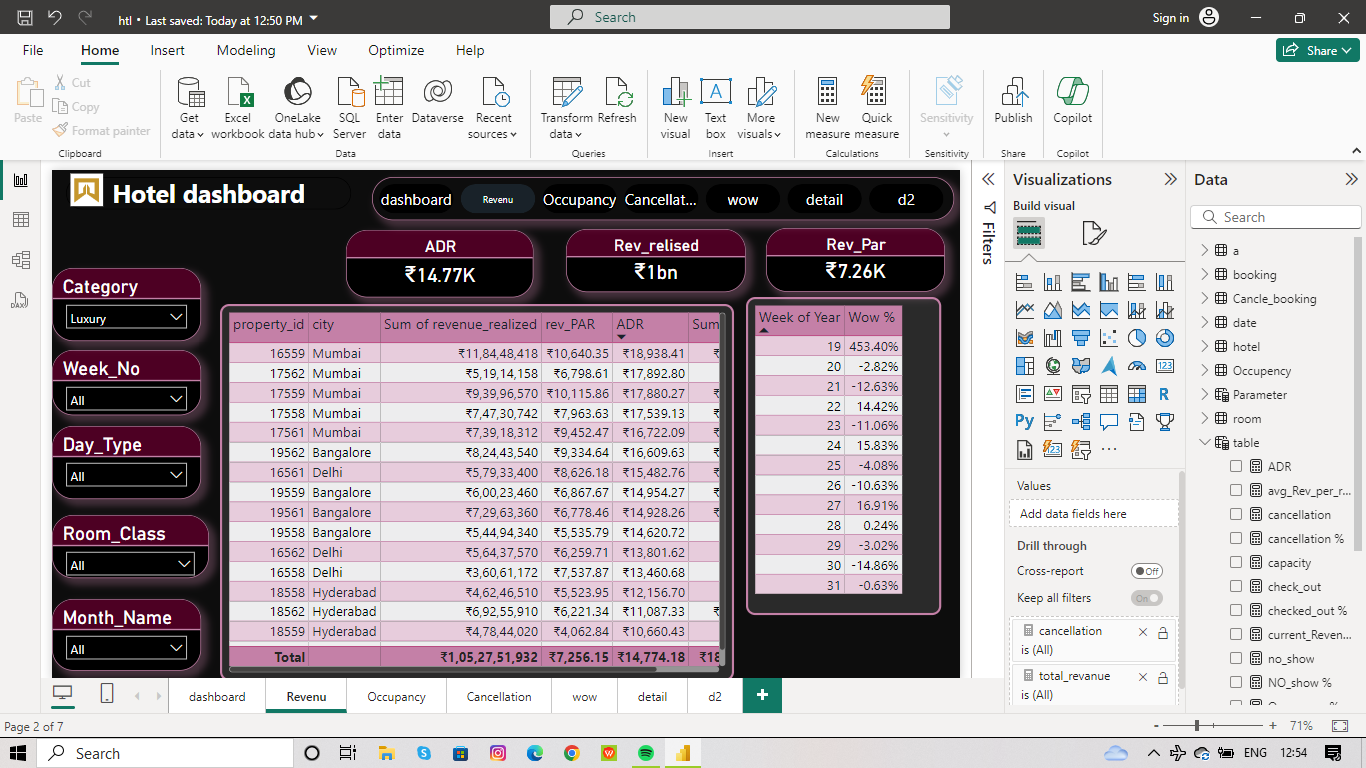 htl • Last saved: Today at 12:50 PM
Search
Sign in
File Home Insert Modeling View Optimize Help
Share
Paste
Cut
Copy
Format painter
Clipboard
Get data
Excel workbook
OneLake data hub
SQL Server
Enter data
Dataverse
Recent sources
Data
Transform data
Refresh
Queries
New visual
Text box
More visuals
Insert
New measure
Quick measure
Calculations
Sensitivity
Sensitivity
Publish
Share
Copilot
Copilot
Hotel dashboard
dashboard Revenu Occupancy Cancellat... wow detail d2
ADR
₹14.77K
Rev_relised
₹1bn
Rev_Par
₹7.26K
Category
Luxury
Week_No
All
Day_Type
All
Room_Class
All
Month_Name
All
property_id city Sum of revenue_realized rev_PAR ADR Sum
16559 Mumbai ₹11,84,48,418 ₹10,640.35 ₹18,938.41 ₹
17562 Mumbai ₹5,19,14,158 ₹6,798.61 ₹17,892.80
17559 Mumbai ₹9,39,96,570 ₹10,115.86 ₹17,880.27 ₹
17558 Mumbai ₹7,47,30,742 ₹7,963.63 ₹17,539.13 ₹
17561 Mumbai ₹7,39,18,312 ₹9,452.47 ₹16,722.09 ₹
19562 Bangalore ₹8,24,43,540 ₹9,334.64 ₹16,609.63 ₹
16561 Delhi ₹5,79,33,400 ₹8,626.18 ₹15,482.76 ₹
19559 Bangalore ₹6,00,23,460 ₹6,867.67 ₹14,954.27 ₹
19561 Bangalore ₹7,29,63,360 ₹6,778.46 ₹14,928.26 ₹
19558 Bangalore ₹5,44,94,340 ₹5,535.79 ₹14,620.72
16562 Delhi ₹5,64,37,570 ₹6,259.71 ₹13,801.62
16558 Delhi ₹3,60,61,172 ₹7,537.87 ₹13,460.68
18558 Hyderabad ₹4,62,46,510 ₹5,523.95 ₹12,156.70
18562 Hyderabad ₹6,92,55,910 ₹6,221.34 ₹11,087.33 ₹
18559 Hyderabad ₹4,78,44,020 ₹4,062.84 ₹10,660.43
Total ₹1,05,27,51,932 ₹7,256.15 ₹14,774.18 ₹18
Week of Year Wow %
19 453.40%
20 -2.82%
21 -12.63%
22 14.42%
23 -11.06%
24 15.83%
25 -4.08%
26 -10.63%
27 16.91%
28 0.24%
29 -3.02%
30 -14.86%
31 -0.63%
Filters
Visualizations
Build visual
Values
Add data fields here
Drill through
Cross-report Off
Keep all filters On
cancellation
is (All)
total_revanue
is (All)
Data
Search
a
booking
Cancle_booking
date
hotel
Occupency
Parameter
room
table
ADR
avg_Rev_per_r...
cancellation
cancellation %
capacity
check_out
checked_out %
current_Reven...
no_show
NO_show %
dashboard Revenu Occupancy Cancellation wow detail d2 +
Page 2 of 7
- + 71%
Search
ENG 12:54